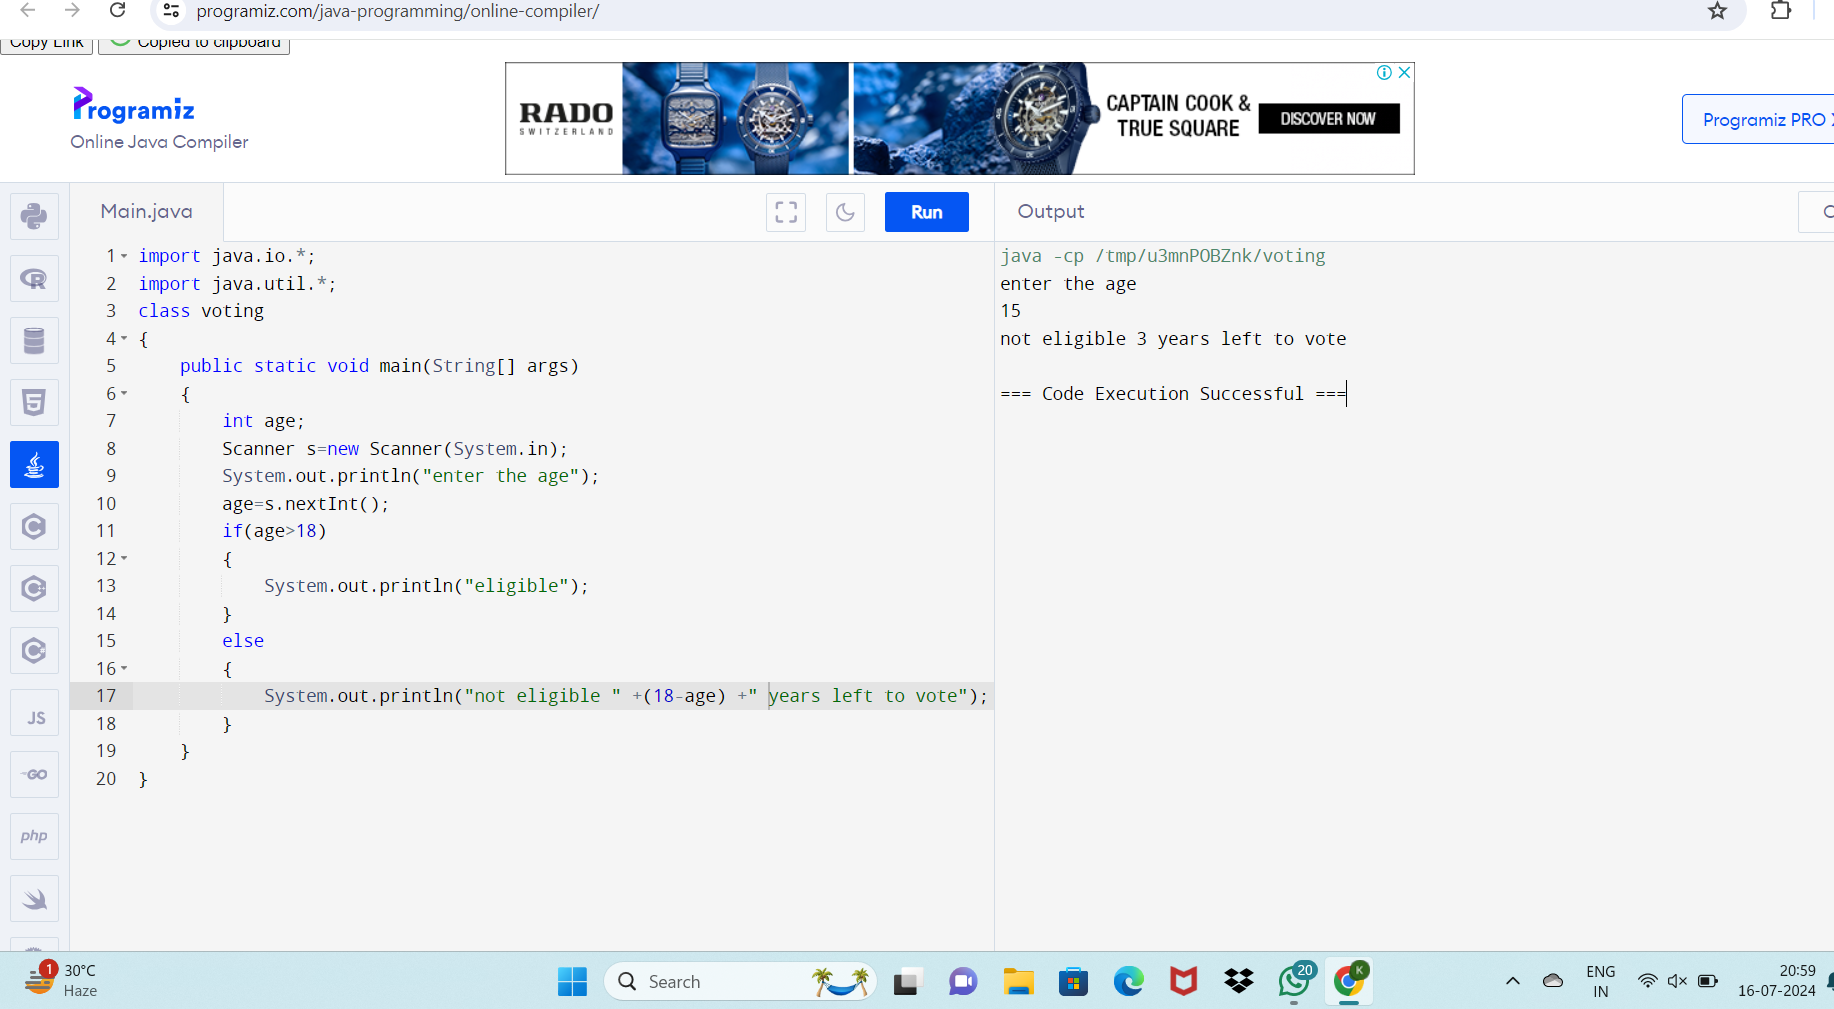 programiz.com/java-programming/online-compiler/
Copy Link
Copied to clipboard
Programiz
Online Java Compiler
RADO
SWITZERLAND
CAPTAIN COOK &
TRUE SQUARE
DISCOVER NOW
Programiz PRO
Main.java
Run
Output
1 import java.io.*;
2 import java.util.*;
3 class voting
4 {
5 public static void main(String[] args)
6 {
7 int age;
8 Scanner s=new Scanner(System.in);
9 System.out.println("enter the age");
10 age=s.nextInt();
11 if(age>18)
12 {
13 System.out.println("eligible");
14 }
15 else
16 {
17 System.out.println("not eligible " +(18-age) +" years left to vote");
18 }
19 }
20 }
java -cp /tmp/u3mnPOBZnk/voting
enter the age
15
not eligible 3 years left to vote
=== Code Execution Successful ===
R
5
C
C
C
JS
GO
php
1
30°C
Haze
Search
20
K
ENG
IN
20:59
16-07-2024